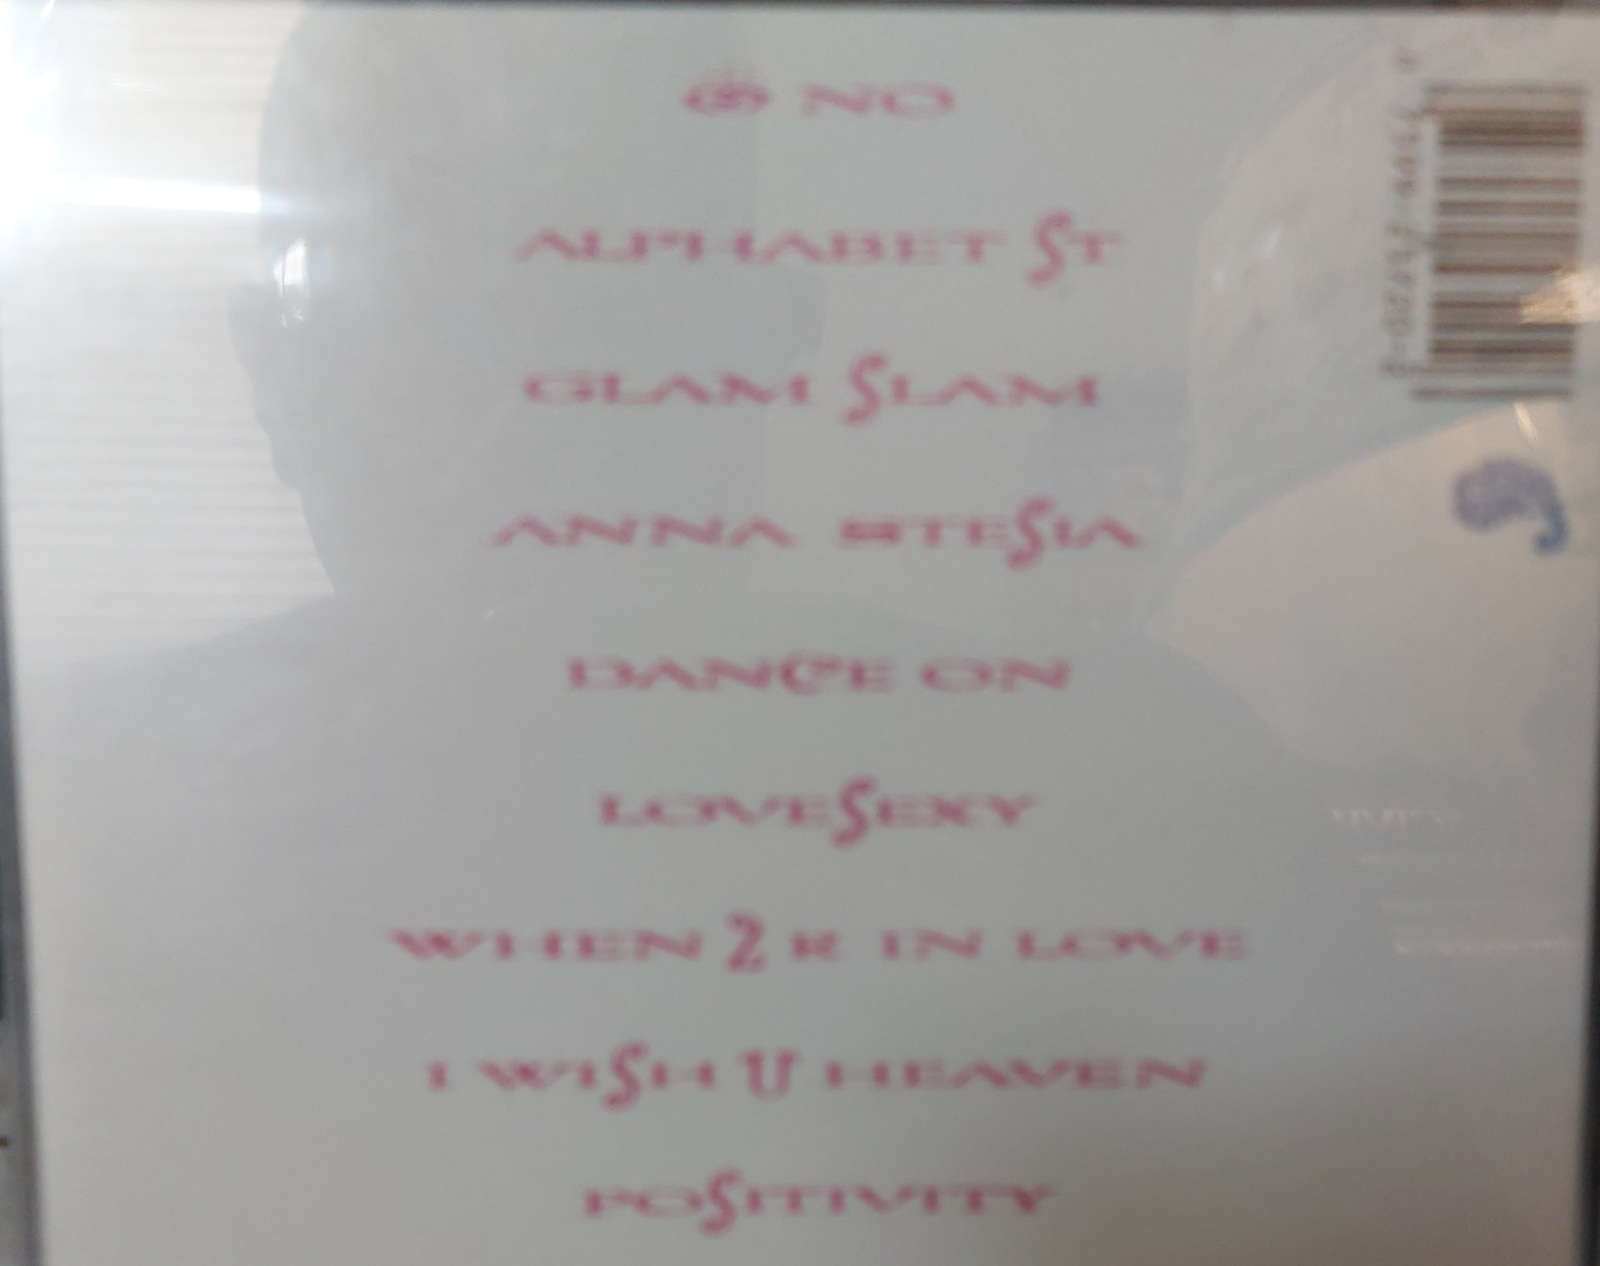 NO
ALPHABET ST
GLAM SLAM
ANNA STESIA
DANCE ON
LOVESEXY
WHEN 2 R IN LOVE
I WISH U HEAVEN
POSITIVITY